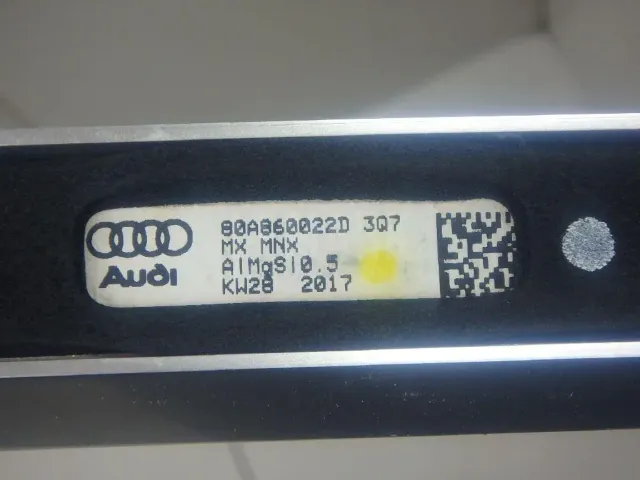 Audi
80A860022D 3Q7
MX MNX
AlMgSi0.5
KW28 2017